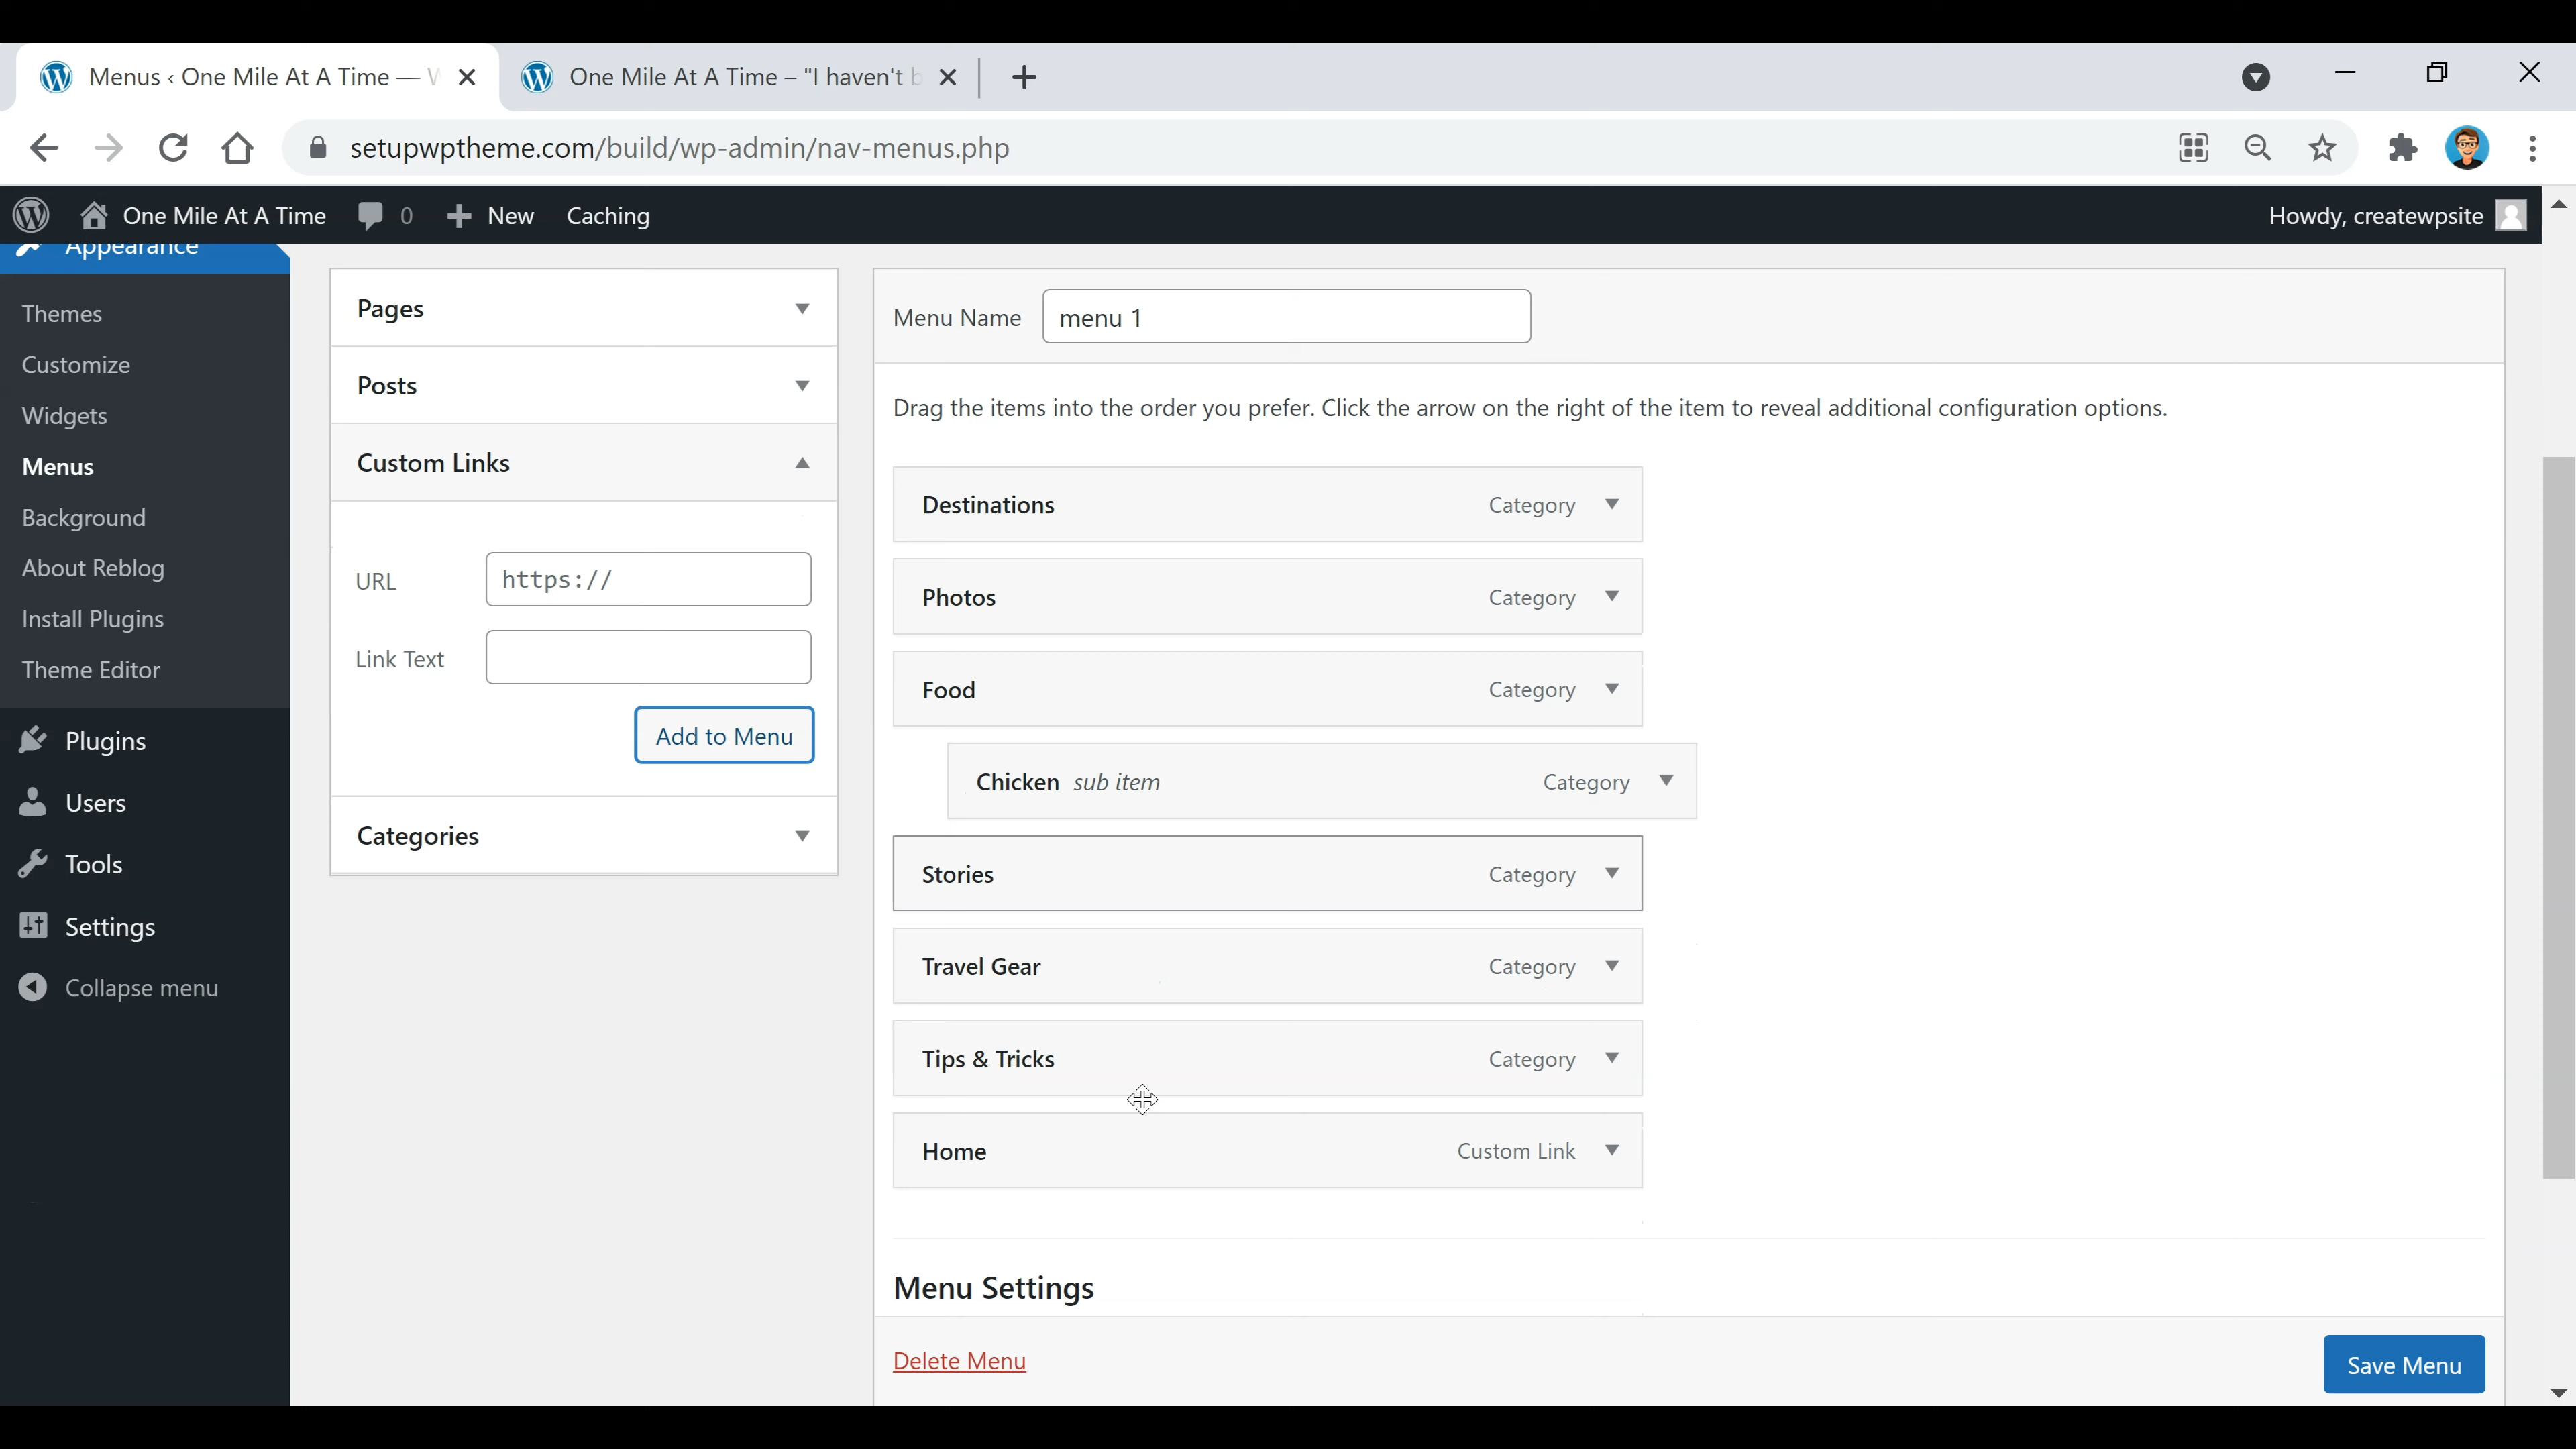 Menus ‹ One Mile At A Time — W
One Mile At A Time – "I haven't b
setupwptheme.com/build/wp-admin/nav-menus.php
One Mile At A Time 0 New Caching Howdy, createwpsite
Appearance
Themes
Customize
Widgets
Menus
Background
About Reblog
Install Plugins
Theme Editor
Plugins
Users
Tools
Settings
Collapse menu
Pages
Posts
Custom Links
URL https://
Link Text
Add to Menu
Categories
Menu Name menu 1
Drag the items into the order you prefer. Click the arrow on the right of the item to reveal additional configuration options.
Destinations Category
Photos Category
Food Category
Chicken sub item Category
Stories Category
Travel Gear Category
Tips & Tricks Category
Home Custom Link
Menu Settings
Delete Menu Save Menu